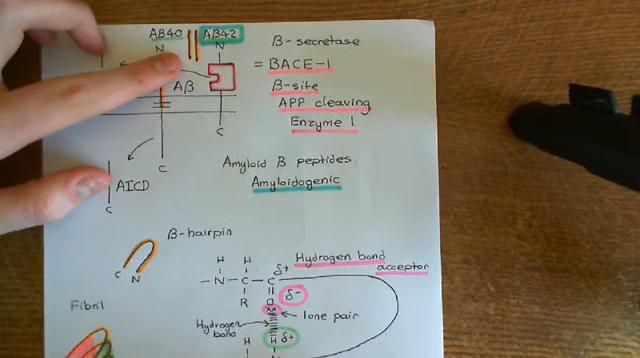 AB40
AB42
N
N
Aβ
C
C
β-secretase
= BACE-1
β-site
APP cleaving
Enzyme 1
AICD
C
Amyloid β peptides
Amyloidogenic
β-hairpin
C N
Fibril
H H
- N - C - C δ+
R O δ-
Hydrogen bond
acceptor
lone pair
Hydrogen
bond
H δ+
H
N